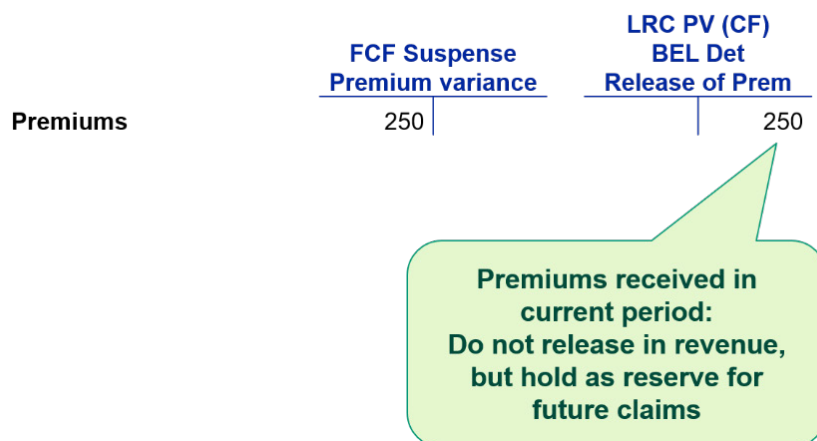 FCF Suspense
Premium variance
LRC PV (CF)
BEL Det
Release of Prem
Premiums
250
250
Premiums received in
current period:
Do not release in revenue,
but hold as reserve for
future claims